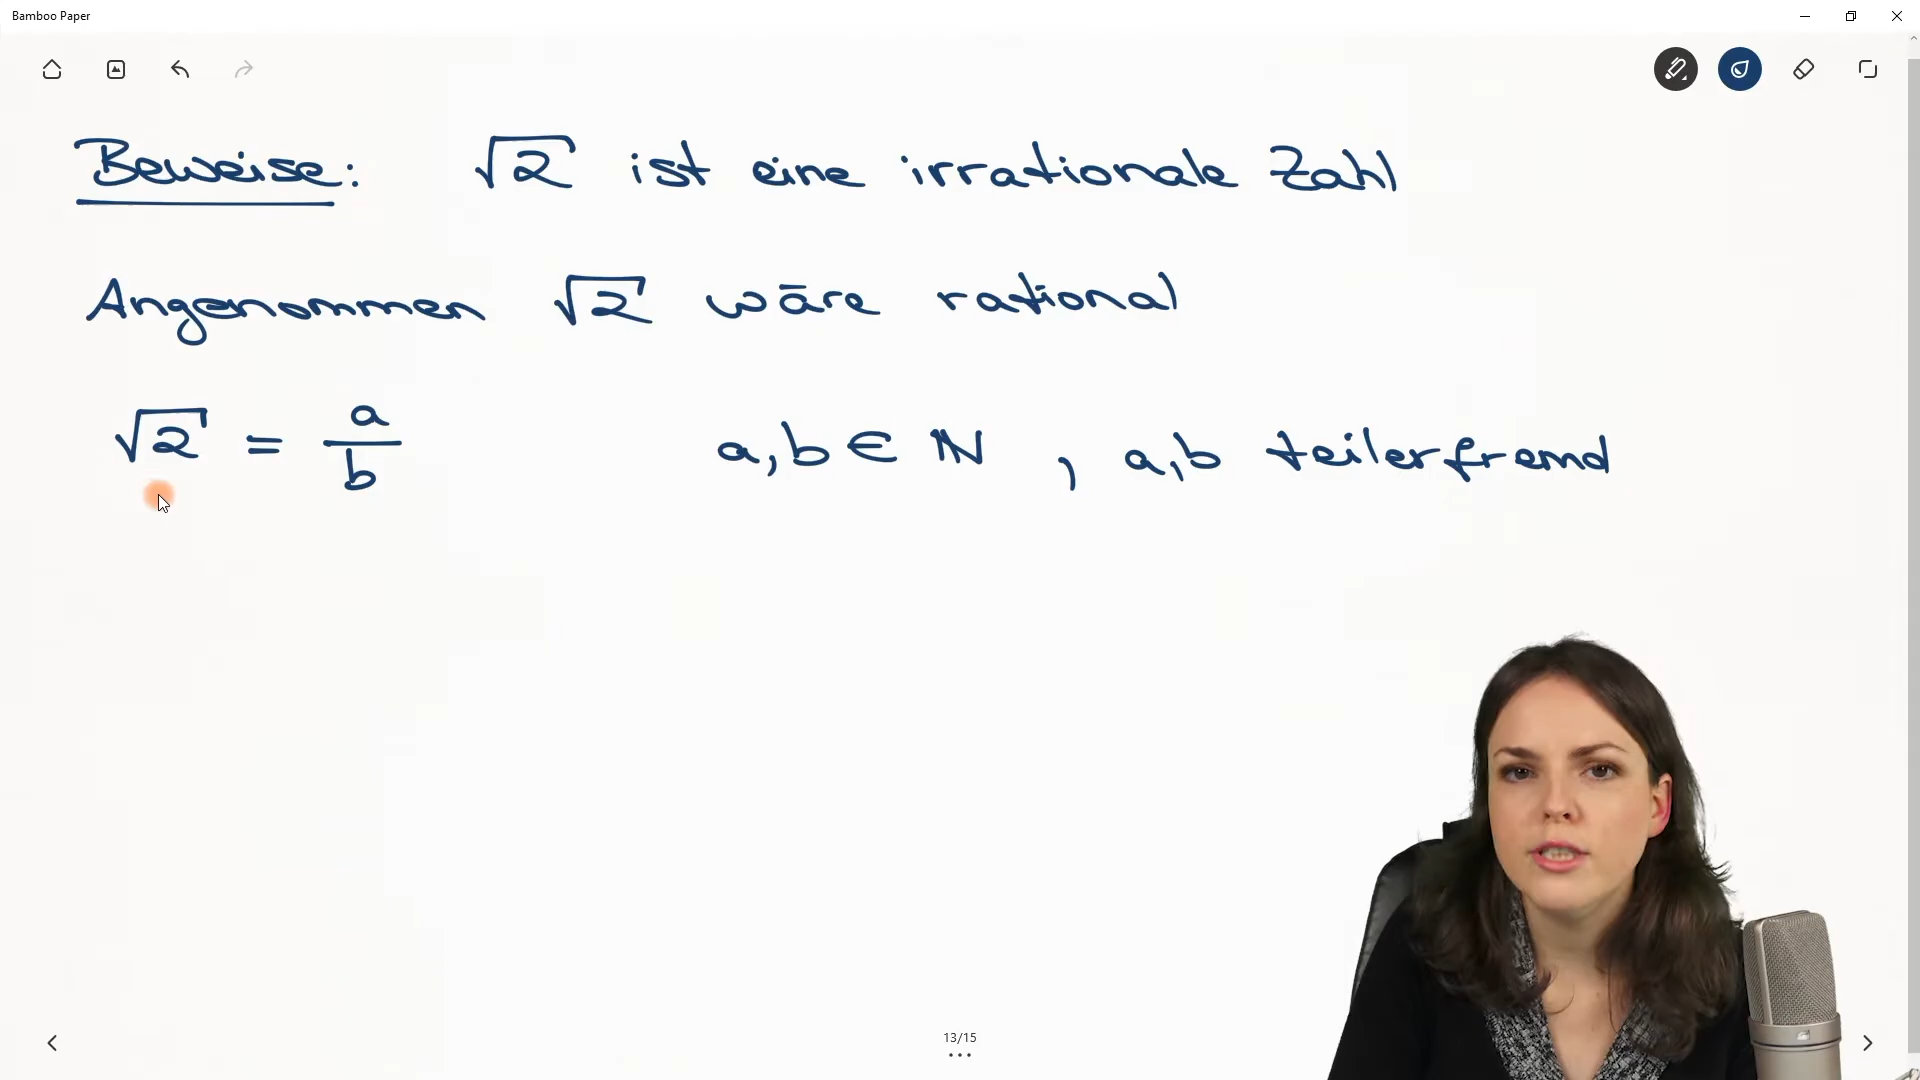 Bamboo Paper
Beweise: √2 ist eine irrationale Zahl
Angenommen √2 wäre rational
√2 = a/b a,b ∈ ℕ , a,b teilerfremd
13/15